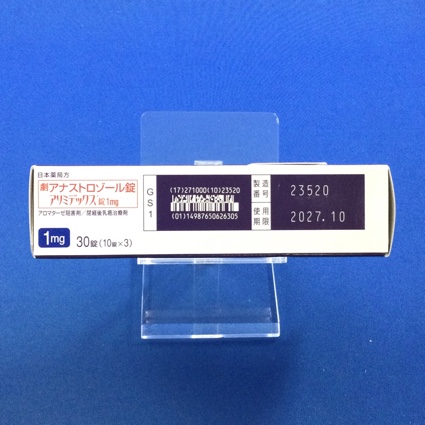 日本薬局方
劇 アナストロゾール錠
アリミデックス錠1mg
アロマターゼ阻害剤/閉経後乳癌治療剤
1mg 30錠(10錠×3)
GS1
(17)271000(10)23520
(01)14987650626305
製造番号 23520
使用期限 2027.10